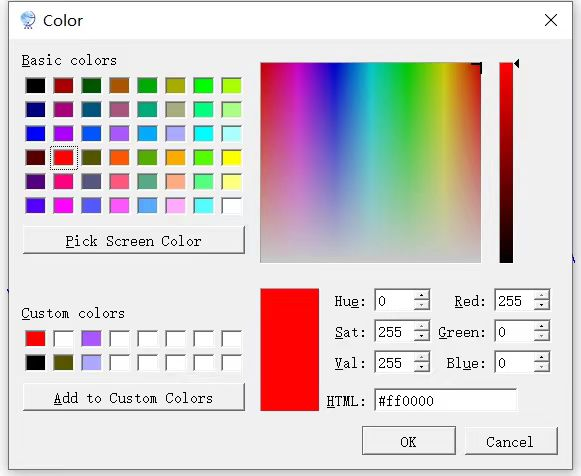 Color
Basic colors
Pick Screen Color
Custom colors
Add to Custom Colors
Hue: 0 Red: 255
Sat: 255 Green: 0
Val: 255 Blue: 0
HTML: #ff0000
OK Cancel